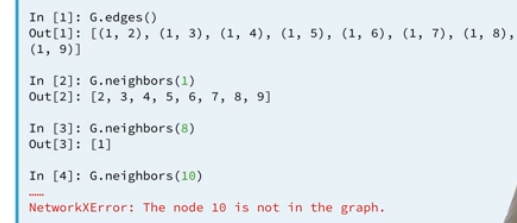 In [1]: G.edges()
Out[1]: [(1, 2), (1, 3), (1, 4), (1, 5), (1, 6), (1, 7), (1, 8),
(1, 9)]
In [2]: G.neighbors(1)
Out[2]: [2, 3, 4, 5, 6, 7, 8, 9]
In [3]: G.neighbors(8)
Out[3]: [1]
In [4]: G.neighbors(10)
……
NetworkXError: The node 10 is not in the graph.